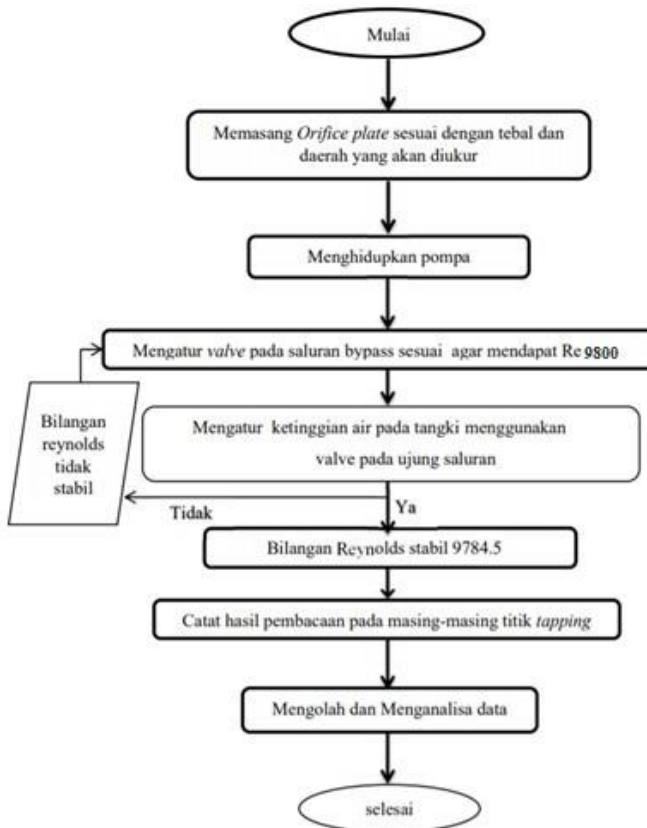 Mulai
Memasang Orifice plate sesuai dengan tebal dan
daerah yang akan diukur
Menghidupkan pompa
Mengatur valve pada saluran bypass sesuai agar mendapat Re 9800
Bilangan
reynolds
tidak
stabil
Mengatur ketinggian air pada tangki menggunakan
valve pada ujung saluran
Tidak
Ya
Bilangan Reynolds stabil 9784.5
Catat hasil pembacaan pada masing-masing titik tapping
Mengolah dan Menganalisa data
selesai